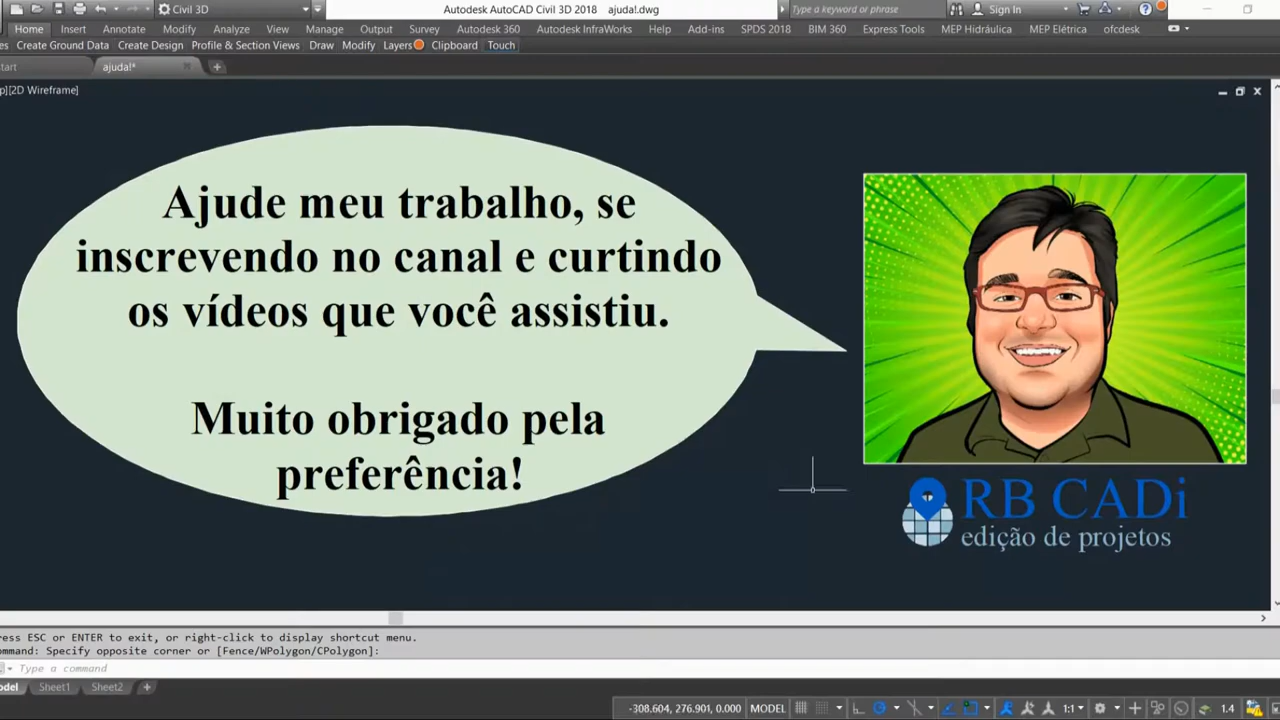 Civil 3D
Autodesk AutoCAD Civil 3D 2018 ajuda!.dwg
Type a keyword or phrase
Sign In
Home Insert Annotate Modify Analyze View Manage Output Survey Autodesk 360 Autodesk InfraWorks Help Add-ins SPDS 2018 BIM 360 Express Tools MEP Hidráulica MEP Elétrica ofcdesk
Create Ground Data Create Design Profile & Section Views Draw Modify Layers Clipboard Touch
tart ajuda!*
p][2D Wireframe]
Ajude meu trabalho, se
inscrevendo no canal e curtindo
os vídeos que você assistiu.
Muito obrigado pela
preferência!
RB CADi
edição de projetos
ress ESC or ENTER to exit, or right-click to display shortcut menu.
ommand: Specify opposite corner or [Fence/WPolygon/CPolygon]:
Type a command
odel Sheet1 Sheet2 +
-308.604, 276.901, 0.000 MODEL 1:1 1.4